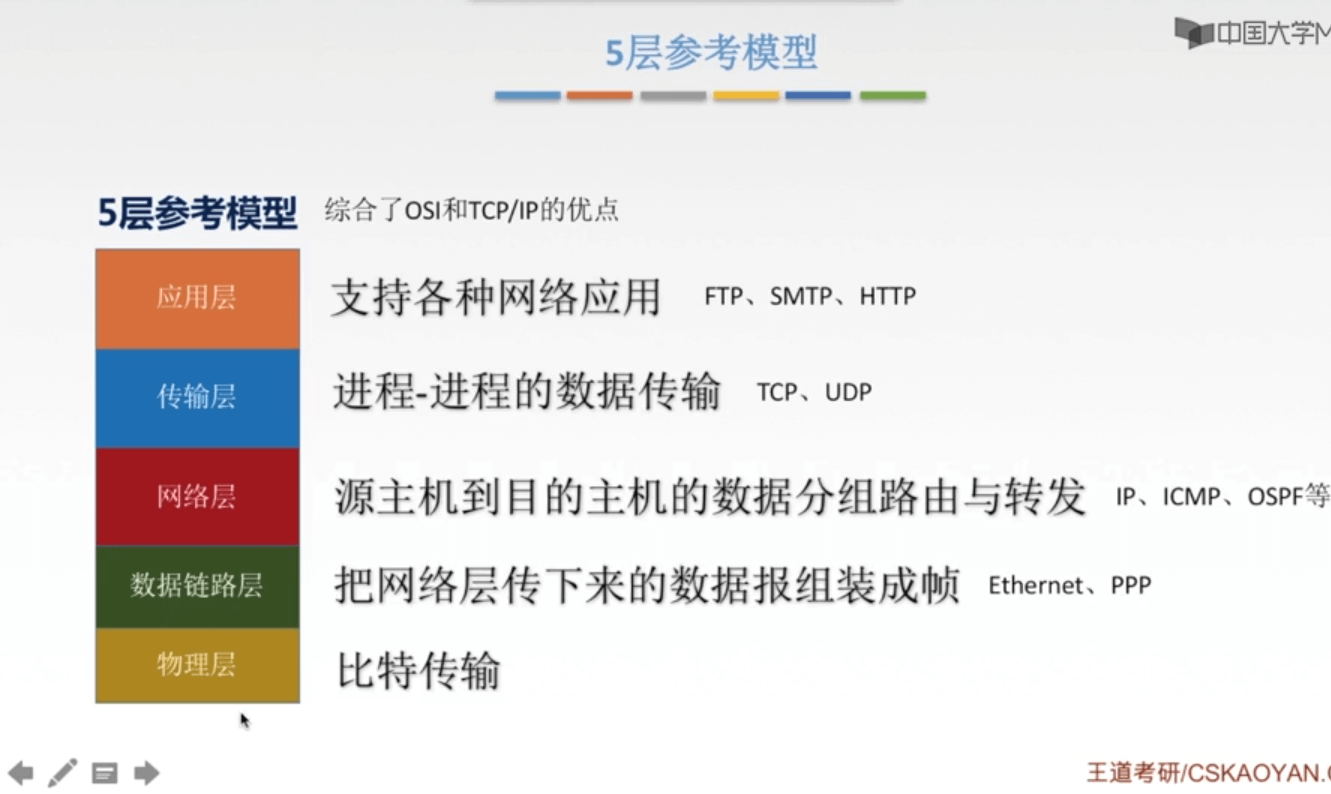 5层参考模型
中国大学M
5层参考模型 综合了OSI和TCP/IP的优点
应用层 支持各种网络应用 FTP、SMTP、HTTP
传输层 进程-进程的数据传输 TCP、UDP
网络层 源主机到目的主机的数据分组路由与转发 IP、ICMP、OSPF等
数据链路层 把网络层传下来的数据报组装成帧 Ethernet、PPP
物理层 比特传输
王道考研/CSKAOYAN.C